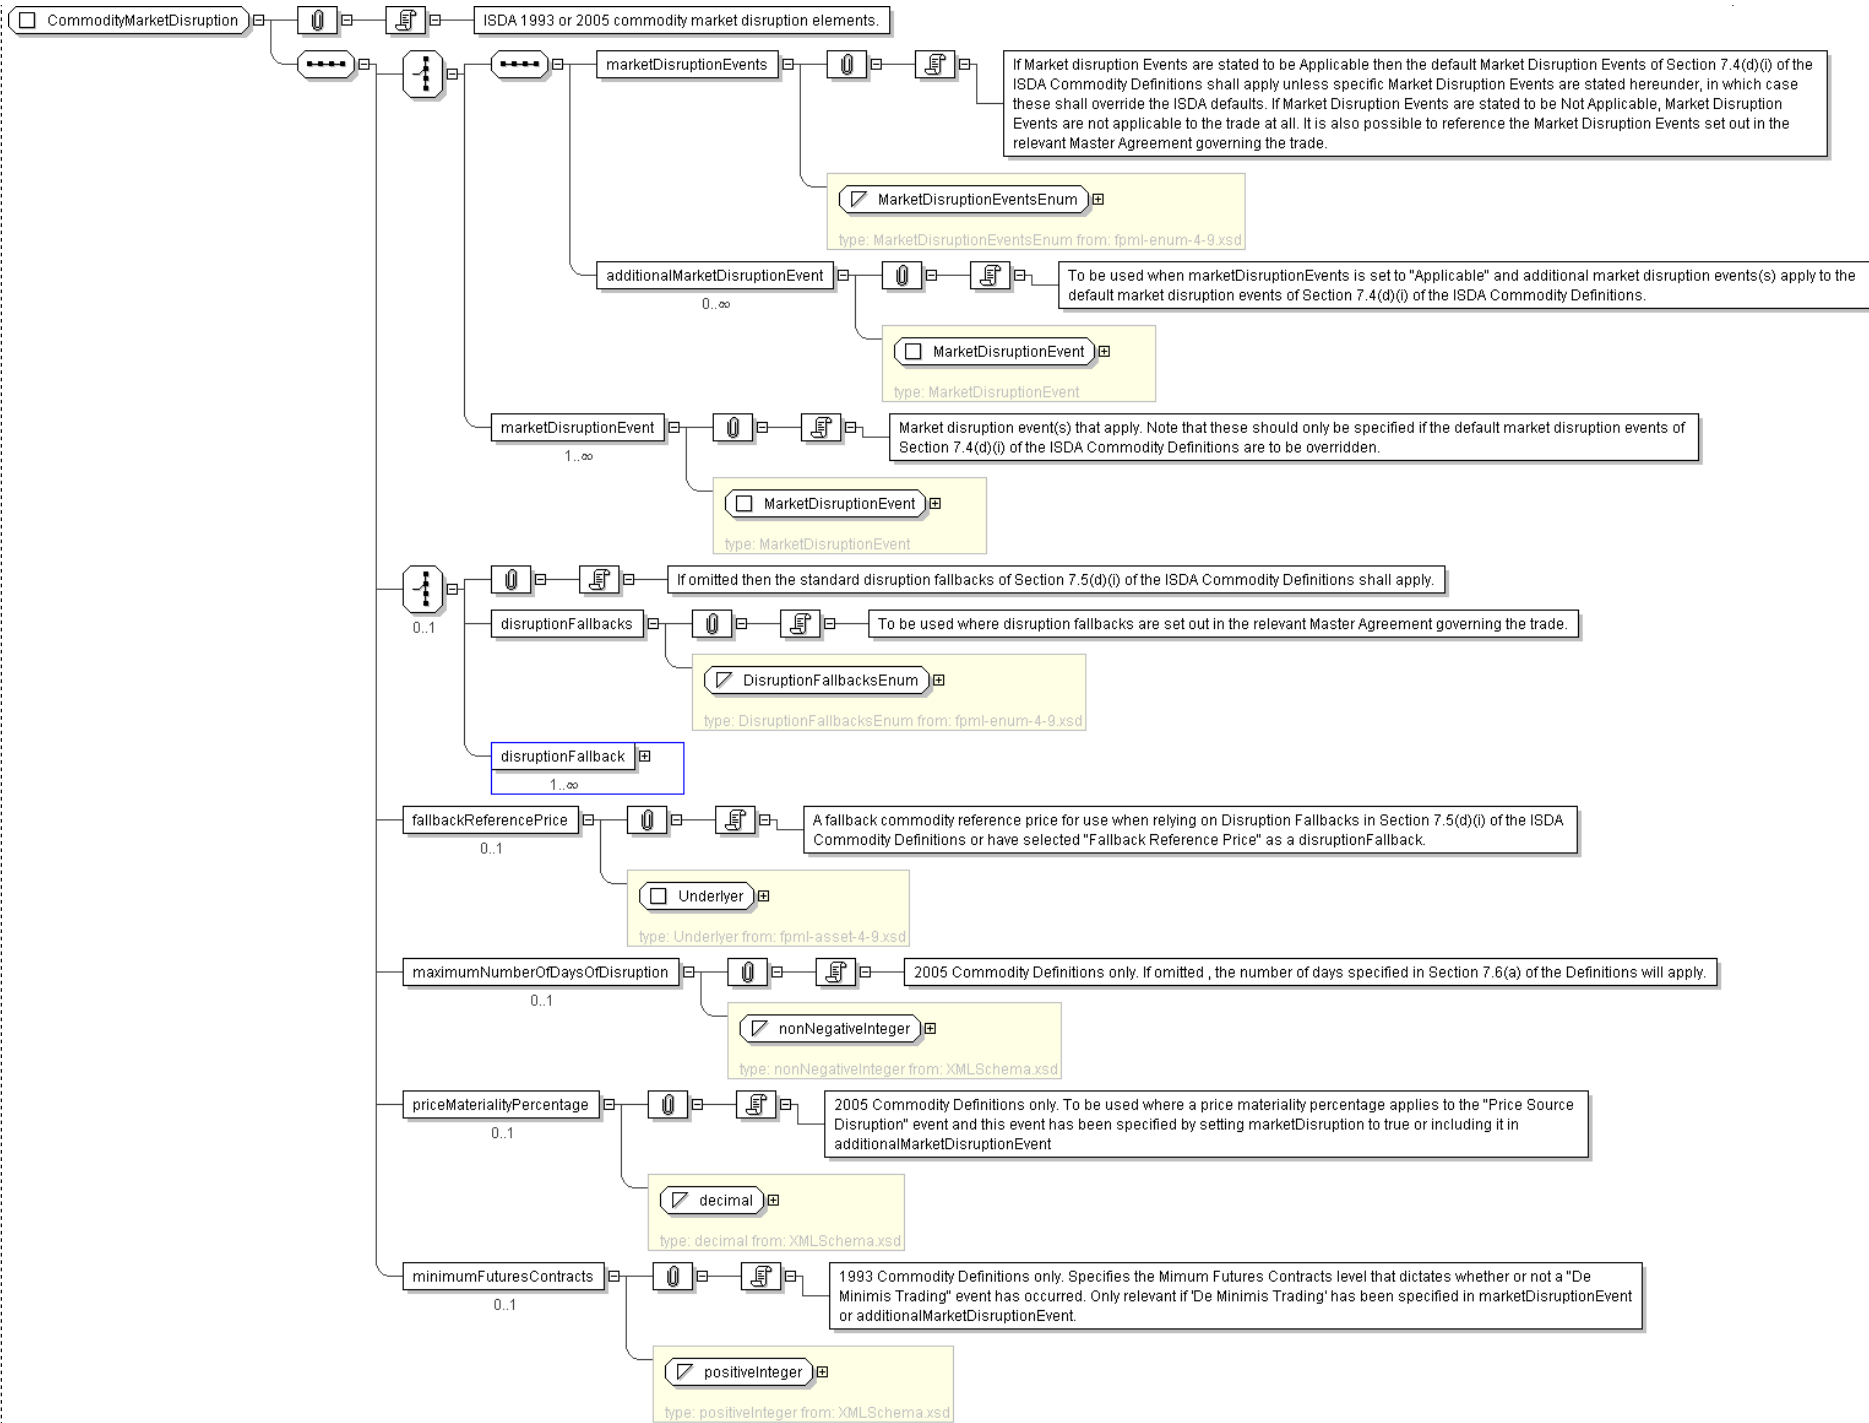 CommodityMarketDisruption
ISDA 1993 or 2005 commodity market disruption elements.
marketDisruptionEvents
If Market disruption Events are stated to be Applicable then the default Market Disruption Events of Section 7.4(d)(i) of the
ISDA Commodity Definitions shall apply unless specific Market Disruption Events are stated hereunder, in which case
these shall override the ISDA defaults. If Market Disruption Events are stated to be Not Applicable, Market Disruption
Events are not applicable to the trade at all. It is also possible to reference the Market Disruption Events set out in the
relevant Master Agreement governing the trade.
MarketDisruptionEventsEnum
type: MarketDisruptionEventsEnum from: fpml-enum-4-9.xsd
additionalMarketDisruptionEvent
0..∞
To be used when marketDisruptionEvents is set to "Applicable" and additional market disruption events(s) apply to the
default market disruption events of Section 7.4(d)(i) of the ISDA Commodity Definitions.
MarketDisruptionEvent
type: MarketDisruptionEvent
marketDisruptionEvent
1..∞
Market disruption event(s) that apply. Note that these should only be specified if the default market disruption events of
Section 7.4(d)(i) of the ISDA Commodity Definitions are to be overridden.
MarketDisruptionEvent
type: MarketDisruptionEvent
0..1
If omitted then the standard disruption fallbacks of Section 7.5(d)(i) of the ISDA Commodity Definitions shall apply.
disruptionFallbacks
To be used where disruption fallbacks are set out in the relevant Master Agreement governing the trade.
DisruptionFallbacksEnum
type: DisruptionFallbacksEnum from: fpml-enum-4-9.xsd
disruptionFallback
1..∞
fallbackReferencePrice
0..1
A fallback commodity reference price for use when relying on Disruption Fallbacks in Section 7.5(d)(i) of the ISDA
Commodity Definitions or have selected "Fallback Reference Price" as a disruptionFallback.
Underlyer
type: Underlyer from: fpml-asset-4-9.xsd
maximumNumberOfDaysOfDisruption
0..1
2005 Commodity Definitions only. If omitted , the number of days specified in Section 7.6(a) of the Definitions will apply.
nonNegativeInteger
type: nonNegativeInteger from: XMLSchema.xsd
priceMaterialityPercentage
0..1
2005 Commodity Definitions only. To be used where a price materiality percentage applies to the "Price Source
Disruption" event and this event has been specified by setting marketDisruption to true or including it in
additionalMarketDisruptionEvent
decimal
type: decimal from: XMLSchema.xsd
minimumFuturesContracts
0..1
1993 Commodity Definitions only. Specifies the Mimum Futures Contracts level that dictates whether or not a "De
Minimis Trading" event has occurred. Only relevant if 'De Minimis Trading' has been specified in marketDisruptionEvent
or additionalMarketDisruptionEvent.
positiveInteger
type: positiveInteger from: XMLSchema.xsd